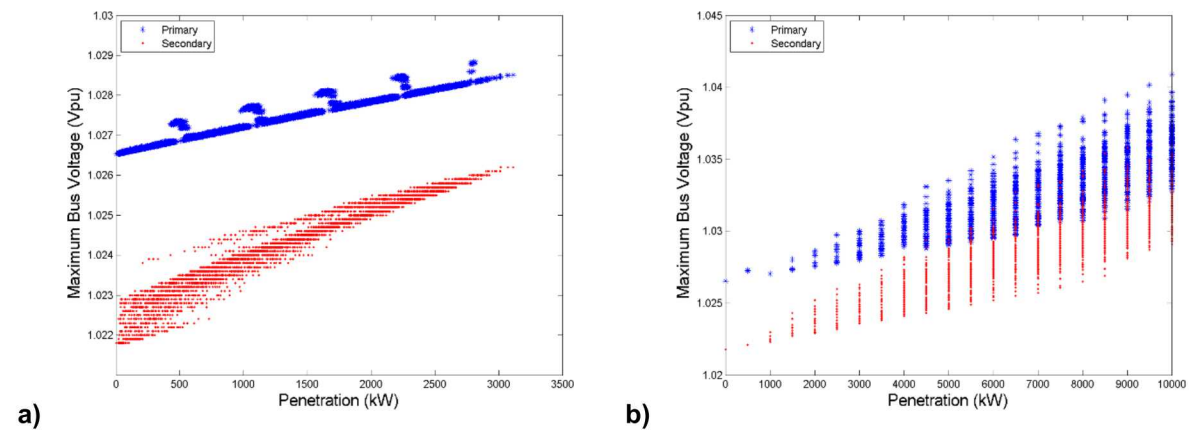 1.03
1.029
1.028
1.027
1.026
1.025
1.024
1.023
1.022
Maximum Bus Voltage (Vpu)
Primary
Secondary
0 500 1000 1500 2000 2500 3000 3500
Penetration (kW)
a)
1.045
1.04
1.035
1.03
1.025
1.02
Maximum Bus Voltage (Vpu)
Primary
Secondary
0 1000 2000 3000 4000 5000 6000 7000 8000 9000 10000
Penetration (kW)
b)